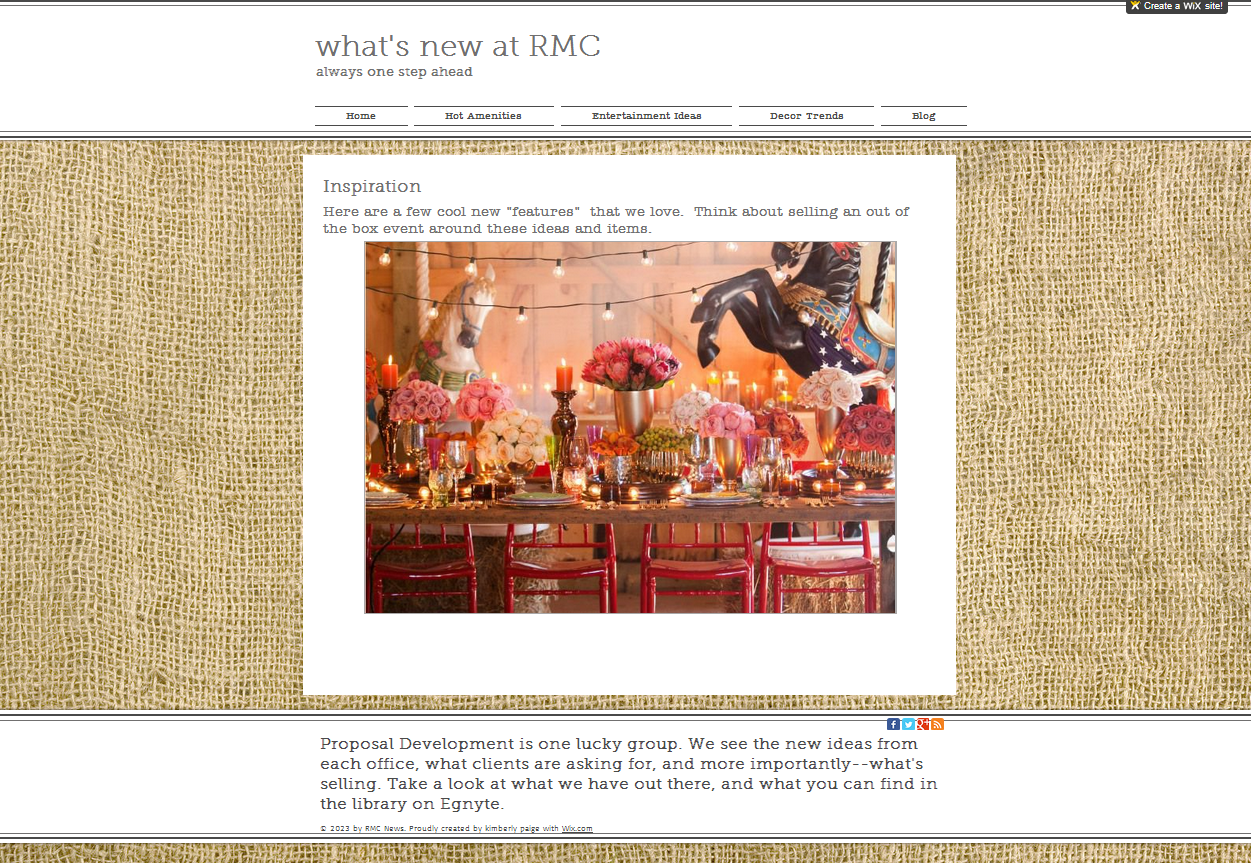 Create a WiX site!
what's new at RMC
always one step ahead
Home
Hot Amenities
Entertainment Ideas
Decor Trends
Blog
Inspiration
Here are a few cool new "features"  that we love.  Think about selling an out of
the box event around these ideas and items.
Proposal Development is one lucky group. We see the new ideas from
each office, what clients are asking for, and more importantly--what's
selling. Take a look at what we have out there, and what you can find in
the library on Egnyte.
© 2023 by RMC News. Proudly created by kimberly paige with Wix.com